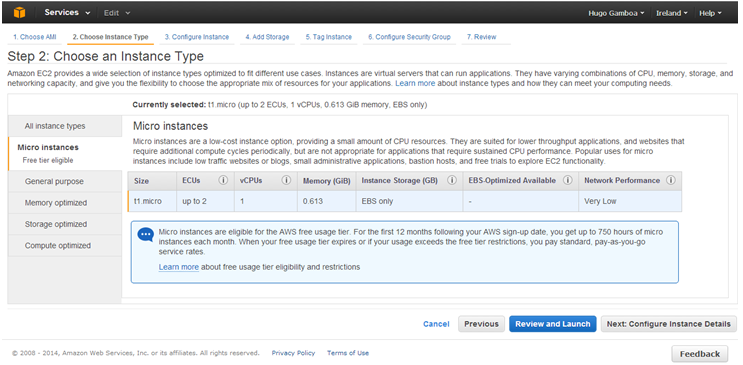 Services Edit Hugo Gamboa Ireland Help
1. Choose AMI 2. Choose Instance Type 3. Configure Instance 4. Add Storage 5. Tag Instance 6. Configure Security Group 7. Review
Step 2: Choose an Instance Type
Amazon EC2 provides a wide selection of instance types optimized to fit different use cases. Instances are virtual servers that can run applications. They have varying combinations of CPU, memory, storage, and
networking capacity, and give you the flexibility to choose the appropriate mix of resources for your applications. Learn more about instance types and how they can meet your computing needs.
Currently selected: t1.micro (up to 2 ECUs, 1 vCPUs, 0.613 GiB memory, EBS only)
All instance types
Micro instances
Free tier eligible
General purpose
Memory optimized
Storage optimized
Compute optimized
Micro instances
Micro instances are a low-cost instance option, providing a small amount of CPU resources. They are suited for lower throughput applications, and websites that
require additional compute cycles periodically, but are not appropriate for applications that require sustained CPU performance. Popular uses for micro
instances include low traffic websites or blogs, small administrative applications, bastion hosts, and free trials to explore EC2 functionality.
Size ECUs vCPUs Memory (GiB) Instance Storage (GB) EBS-Optimized Available Network Performance
t1.micro up to 2 1 0.613 EBS only - Very Low
Micro instances are eligible for the AWS free usage tier. For the first 12 months following your AWS sign-up date, you get up to 750 hours of micro
instances each month. When your free usage tier expires or if your usage exceeds the free tier restrictions, you pay standard, pay-as-you-go
service rates.
Learn more about free usage tier eligibility and restrictions
Cancel Previous Review and Launch Next: Configure Instance Details
© 2008 - 2014, Amazon Web Services, Inc. or its affiliates. All rights reserved. Privacy Policy Terms of Use
Feedback